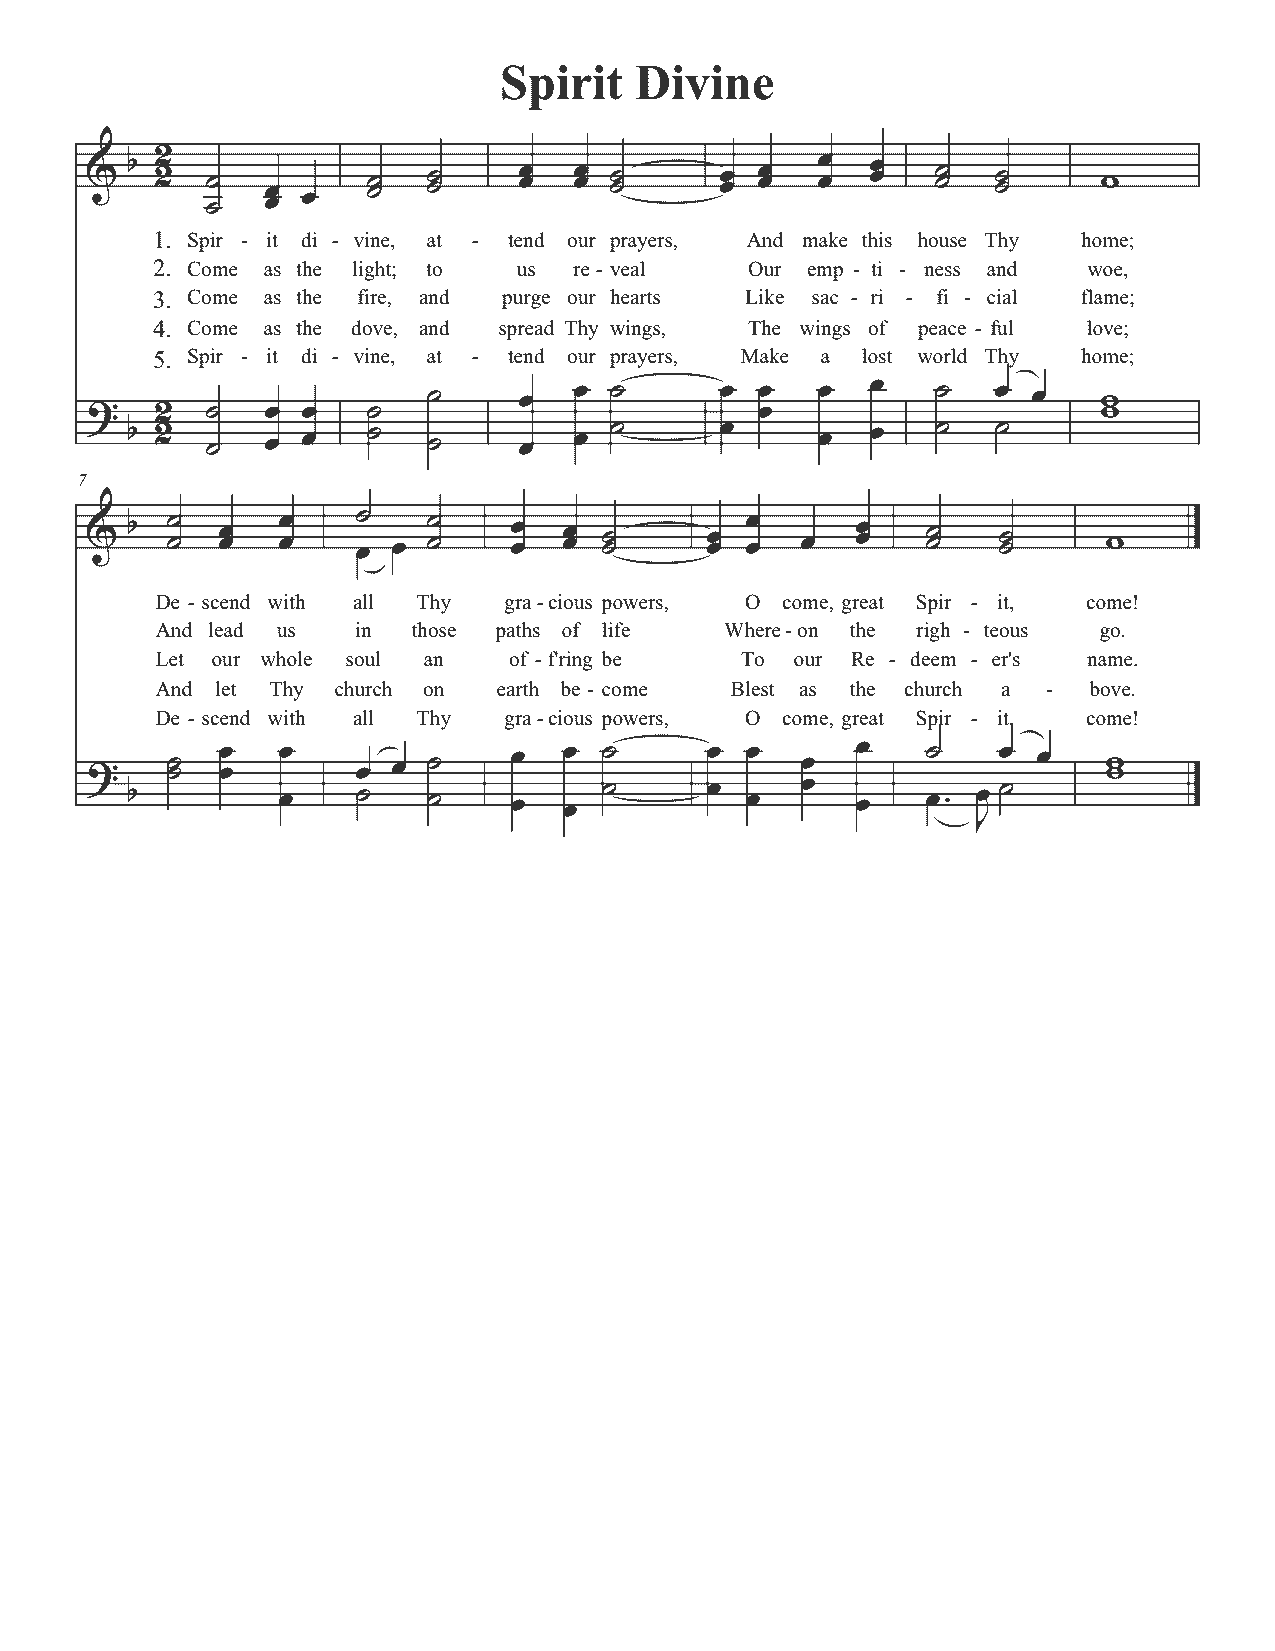 Spirit Divine
1. Spir - it di - vine, at - tend our prayers, And make this house Thy home;
2. Come as the light; to us re - veal Our emp - ti - ness and woe,
3. Come as the fire, and purge our hearts Like sac - ri - fi - cial flame;
4. Come as the dove, and spread Thy wings, The wings of peace - ful love;
5. Spir - it di - vine, at - tend our prayers, Make a lost world Thy home;
7
De - scend with all Thy gra - cious powers, O come, great Spir - it, come!
And lead us in those paths of life Where - on the righ - teous go.
Let our whole soul an of - f'ring be To our Re - deem - er's name.
And let Thy church on earth be - come Blest as the church a - bove.
De - scend with all Thy gra - cious powers, O come, great Spir - it, come!